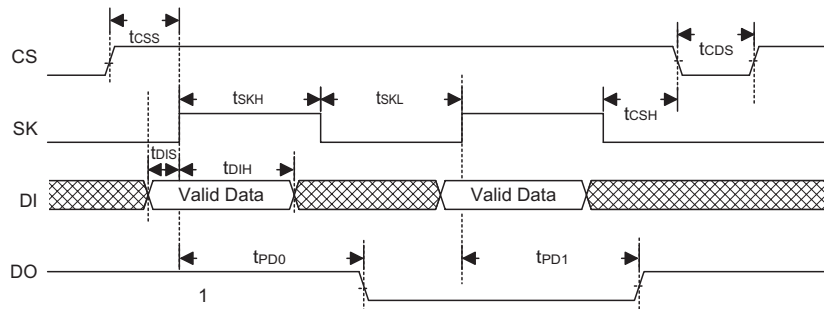 tCSS
CS
tCDS
tSKH
tSKL
SK
tCSH
tDIS
tDIH
DI
Valid Data
Valid Data
tPD0
tPD1
DO
1